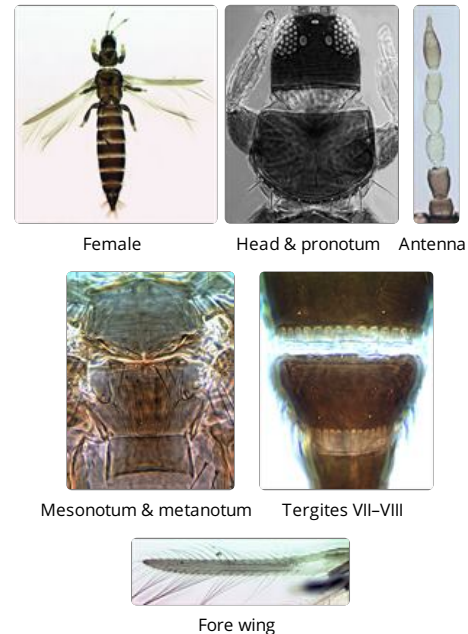 Female
Head & pronotum
Antenna
Mesonotum & metanotum
Tergites VII–VIII
Fore wing